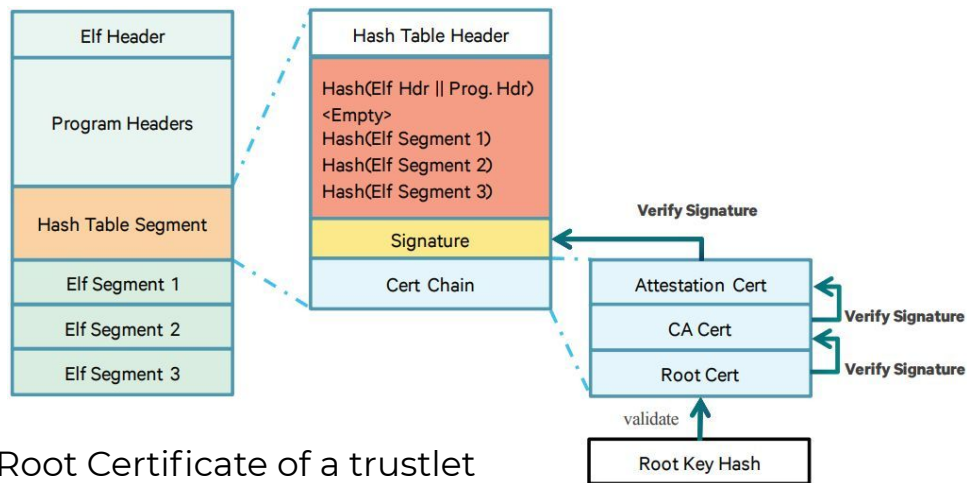 Elf Header
Program Headers
Hash Table Segment
Elf Segment 1
Elf Segment 2
Elf Segment 3
Hash Table Header
Hash(Elf Hdr || Prog. Hdr)
<Empty>
Hash(Elf Segment 1)
Hash(Elf Segment 2)
Hash(Elf Segment 3)
Signature
Cert Chain
Verify Signature
Attestation Cert
CA Cert
Root Cert
Verify Signature
Verify Signature
validate
Root Key Hash
Root Certificate of a trustlet